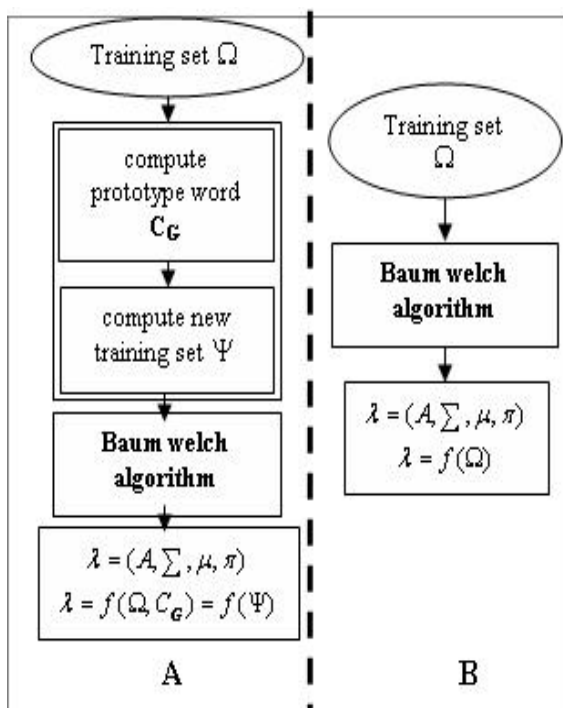 Training set Ω
compute
prototype word
C_G
compute new
training set Ψ
Baum welch
algorithm
λ = (A, ∑, μ, π)
λ = f(Ω, C_G) = f(Ψ)
A
Training set
Ω
Baum welch
algorithm
λ = (A, ∑, μ, π)
λ = f(Ω)
B